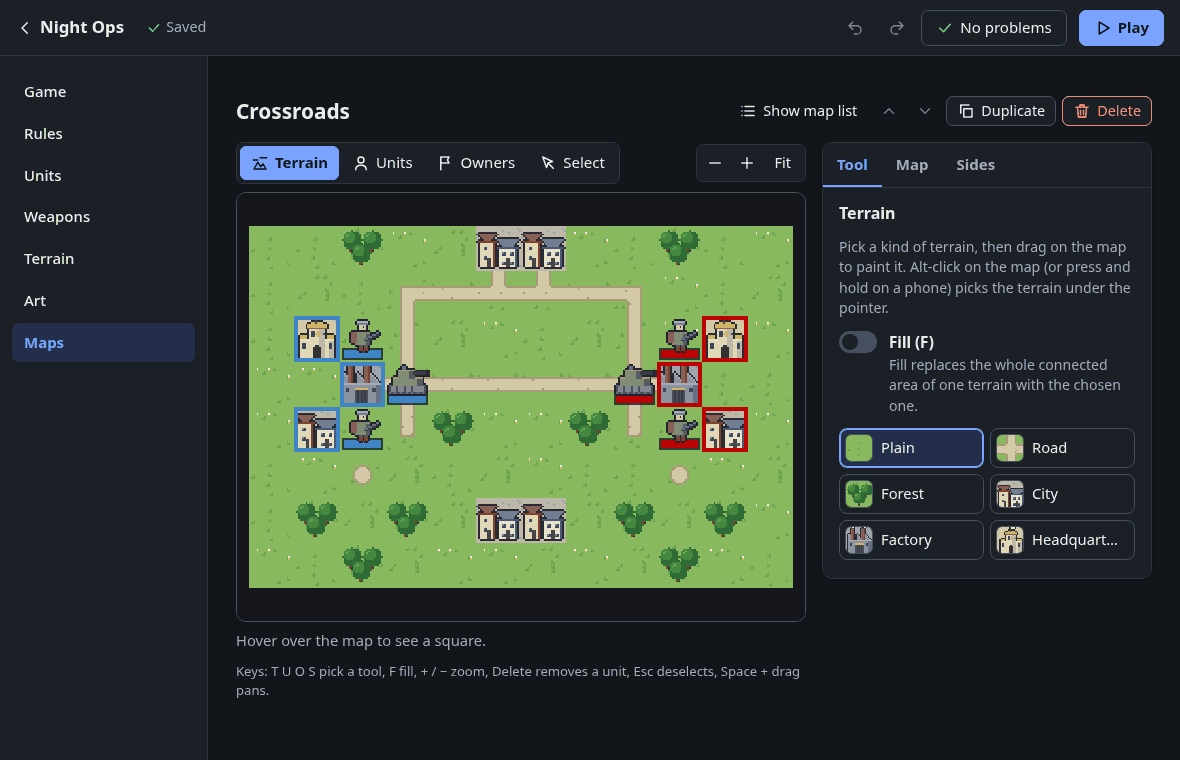 Night Ops
Saved
No problems
Play
Game
Rules
Units
Weapons
Terrain
Art
Maps
Crossroads
Show map list
Duplicate
Delete
Terrain
Units
Owners
Select
Fit
Tool
Map
Sides
Terrain
Pick a kind of terrain, then drag on the map
to paint it. Alt-click on the map (or press and
hold on a phone) picks the terrain under the
pointer.
Fill (F)
Fill replaces the whole connected
area of one terrain with the chosen
one.
Plain
Road
Forest
City
Factory
Headquart...
Hover over the map to see a square.
Keys: T U O S pick a tool, F fill, + / − zoom, Delete removes a unit, Esc deselects, Space + drag
pans.